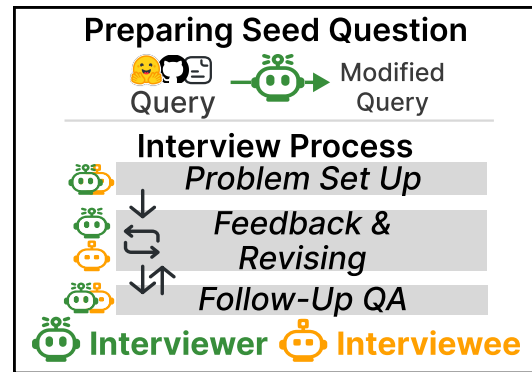 Preparing Seed Question
Query
Modified
Query
Interview Process
Problem Set Up
Feedback &
Revising
Follow-Up QA
Interviewer
Interviewee